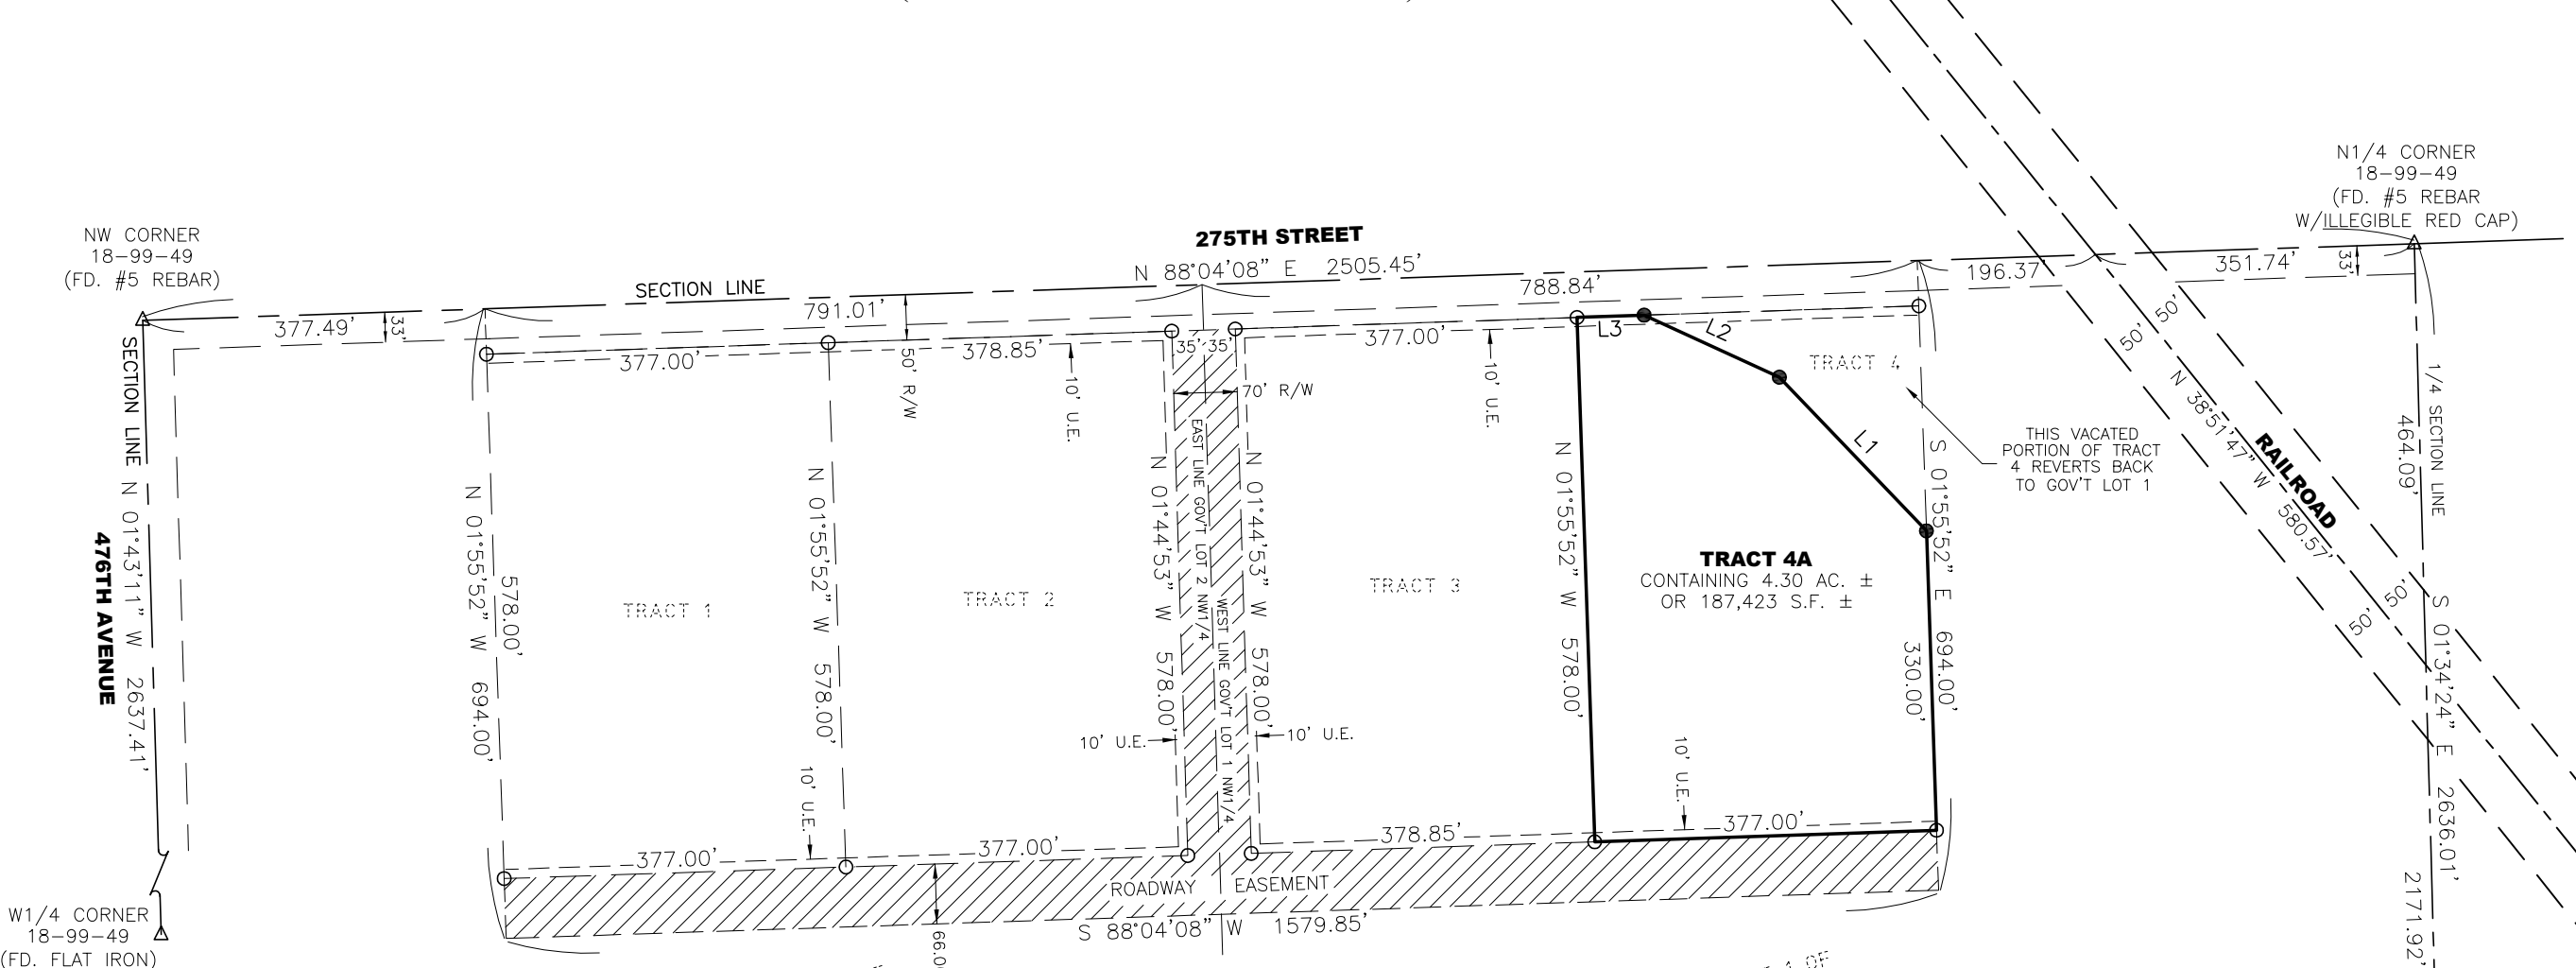 N1/4 CORNER
18-99-49
(FD. #5 REBAR
W/ILLEGIBLE RED CAP)
NW CORNER
18-99-49
(FD. #5 REBAR)
275TH STREET
N 88°04'08" E 2505.45'
SECTION LINE
377.49'
33'
791.01'
788.84'
196.37'
351.74'
33'
377.00'
378.85'
35' 35'
377.00'
L3
L2
L1
50' R/W
10' U.E.
70' R/W
10' U.E.
TRACT 4
THIS VACATED
PORTION OF TRACT
4 REVERTS BACK
TO GOV'T LOT 1
50'
50'
N 38°51'47" W 580.57'
RAILROAD
50'
50'
1/4 SECTION LINE
464.09'
S 01°34'24" E 2636.01'
2171.92'
SECTION LINE N 01°43'11" W 2637.41'
476TH AVENUE
N 01°55'52" W 694.00'
578.00'
N 01°55'52" W 578.00'
N 01°44'53" W 578.00'
EAST LINE GOV'T LOT 2 NW1/4
WEST LINE GOV'T LOT 1 NW1/4
N 01°44'53" W 578.00'
N 01°55'52" W 578.00'
S 01°55'52" E 694.00'
330.00'
TRACT 1
TRACT 2
TRACT 3
TRACT 4A
CONTAINING 4.30 AC. ±
OR 187,423 S.F. ±
10' U.E.
10' U.E.
10' U.E.
10' U.E.
377.00'
377.00'
378.85'
377.00'
ROADWAY EASEMENT
S 88°04'08" W 1579.85'
W1/4 CORNER
18-99-49
(FD. FLAT IRON)